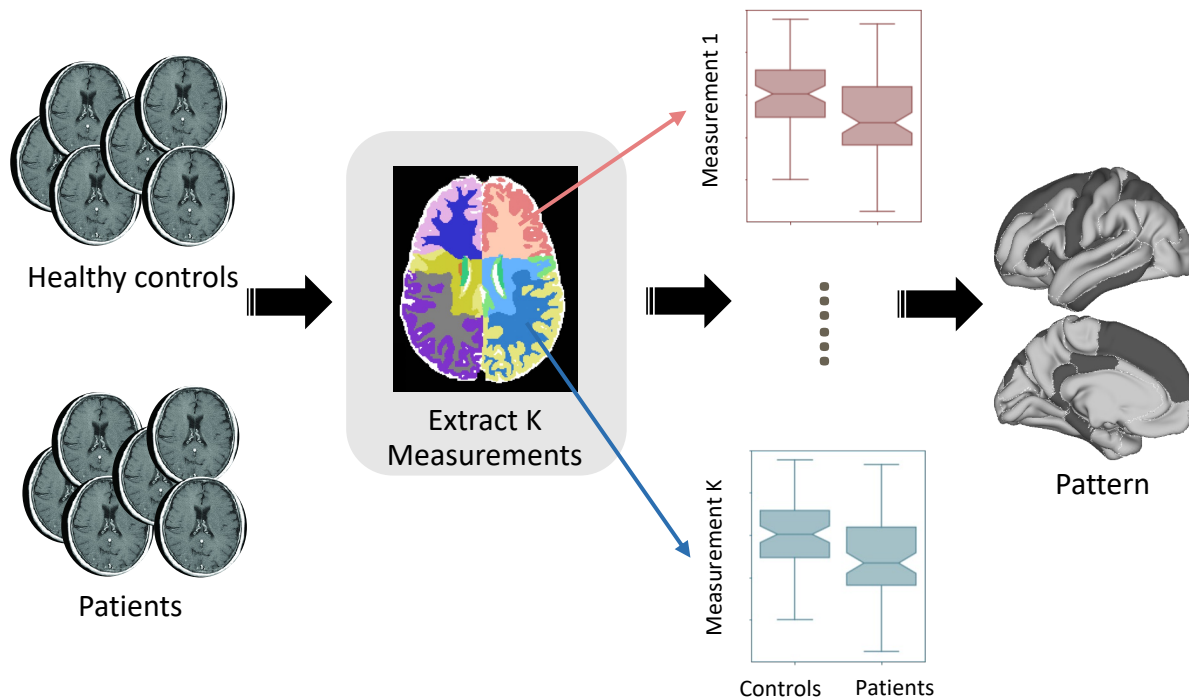 Healthy controls
Patients
Extract K
Measurements
Measurement 1
Measurement K
Controls
Patients
Pattern